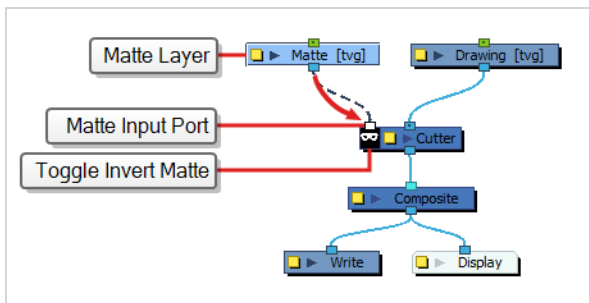 Matte Layer
Matte [tvg]
Drawing [tvg]
Matte Input Port
Cutter
Toggle Invert Matte
Composite
Write
Display